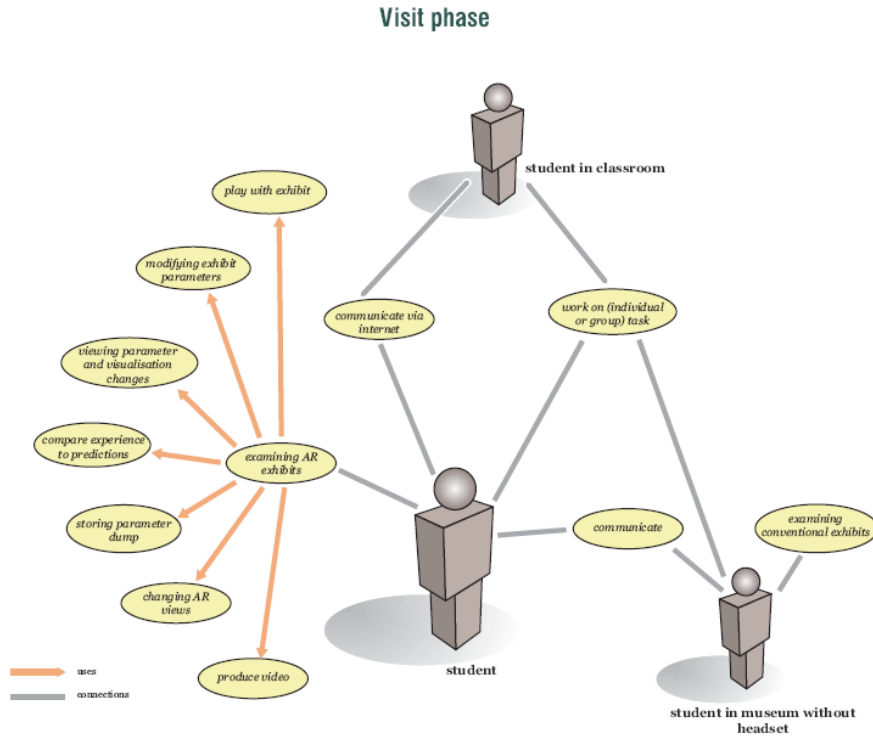 Visit phase
student in classroom
play with exhibit
modifying exhibit
parameters
communicate via
internet
work on (individual
or group) task
viewing parameter
and visualisation
changes
compare experience
to predictions
examining AR
exhibits
storing parameter
dump
communicate
examining
conventional exhibits
changing AR
views
produce video
student
uses
connections
student in museum without
headset